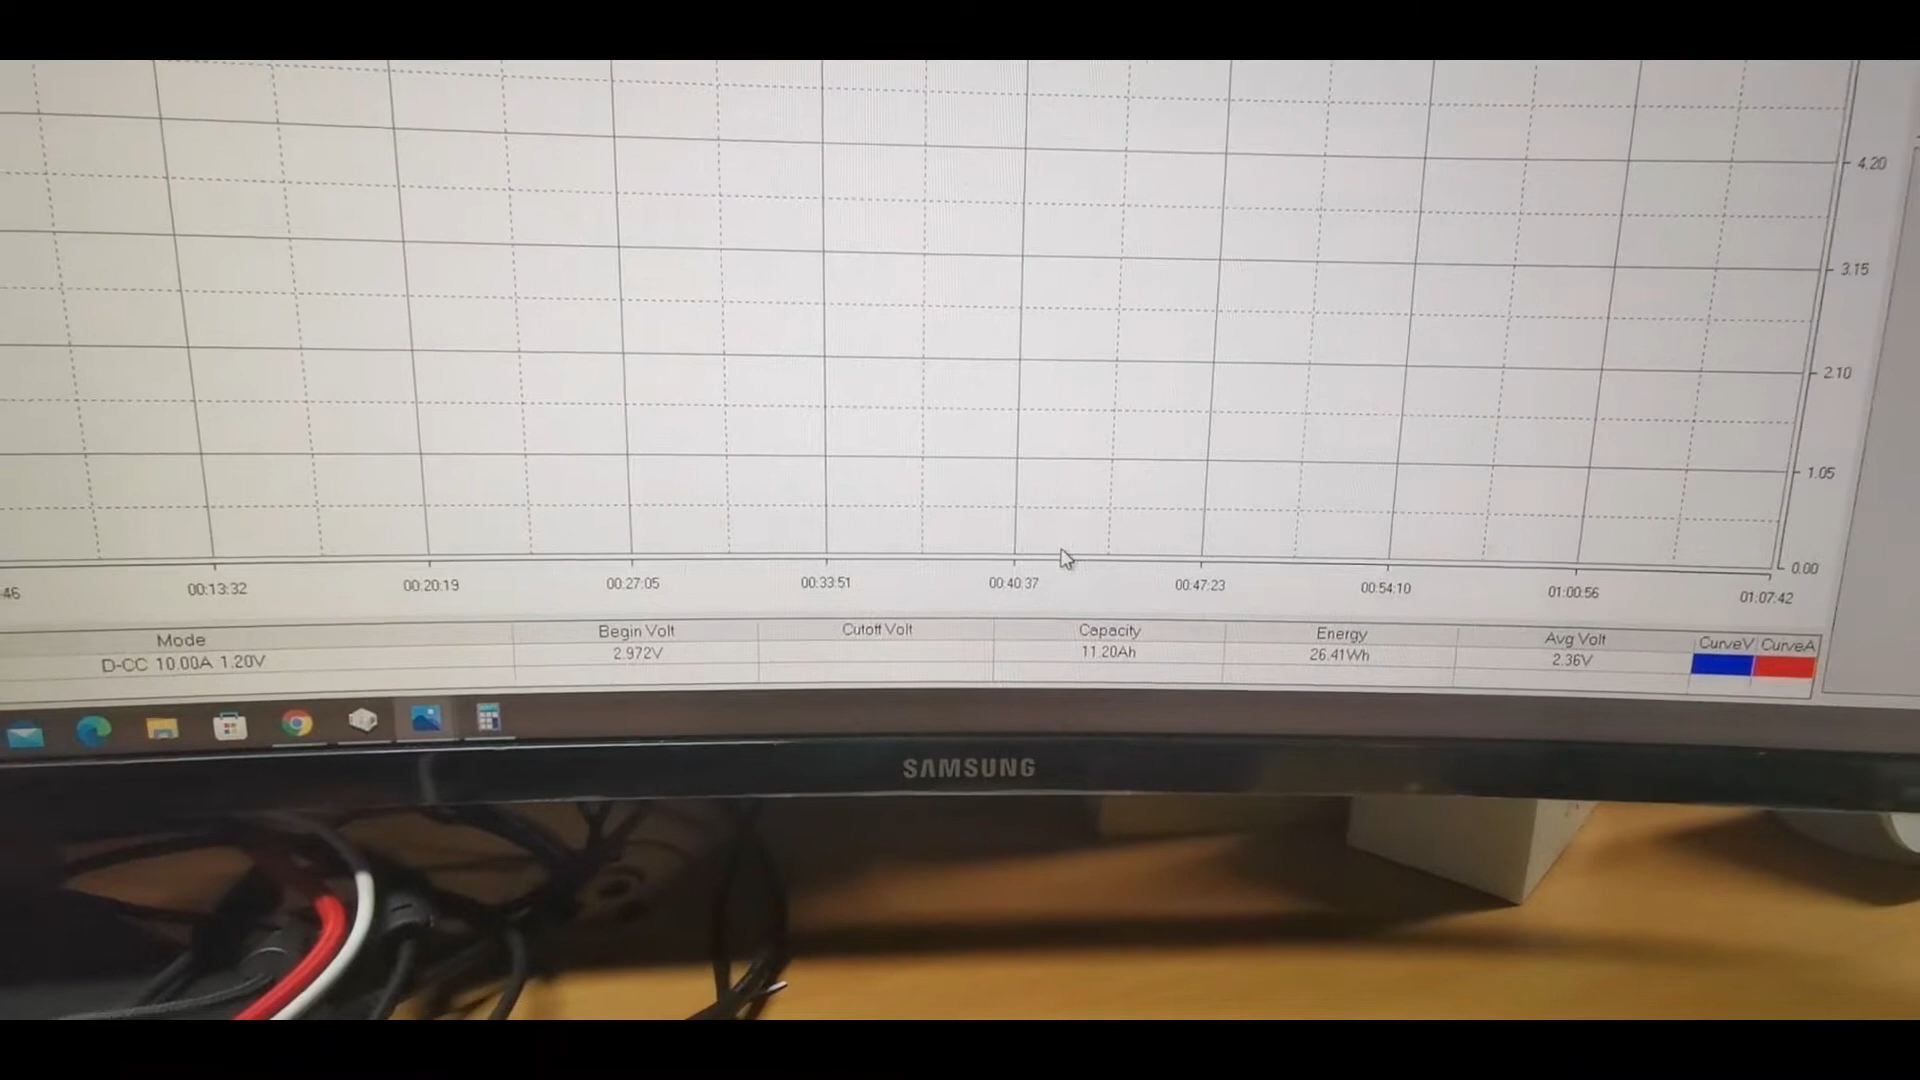 4.20
3.15
2.10
1.05
0.00
46 00:13:32 00:20:19 00:27:05 00:33:51 00:40:37 00:47:23 00:54:10 01:00:56 01:07:42
Mode Begin Volt Cutoff Volt Capacity Energy Avg Volt CurveV CurveA
D-CC 10.00A 1.20V 2.972V 11.20Ah 26.41Wh 2.36V
SAMSUNG